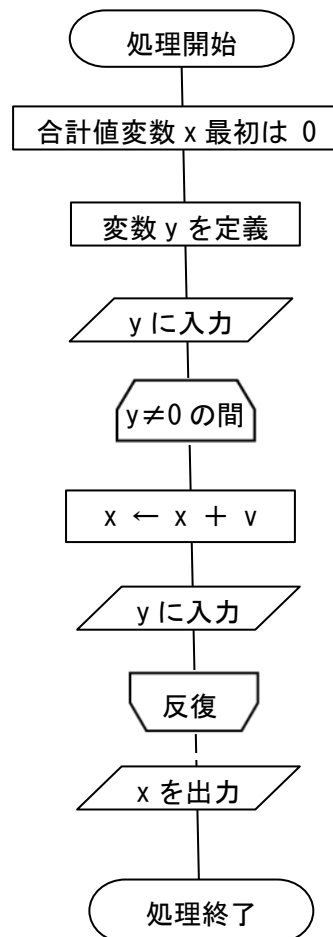 処理開始
合計値変数 x 最初は 0
変数 y を定義
y に入力
y≠0 の間
x ← x + v
y に入力
反復
x を出力
処理終了